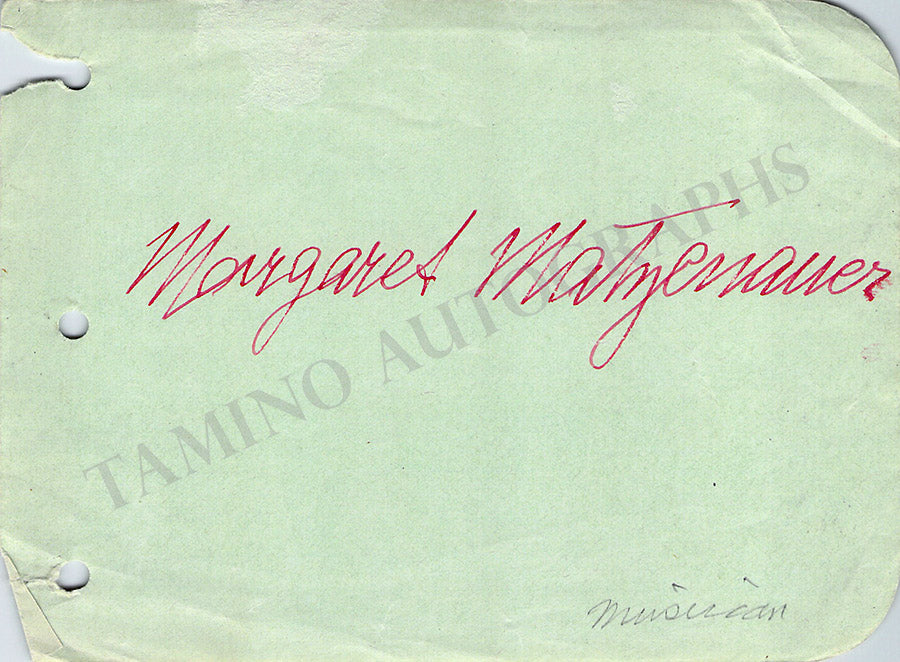 Margaret Matzenauer
TAMINO AUTOGRAPHS
musician